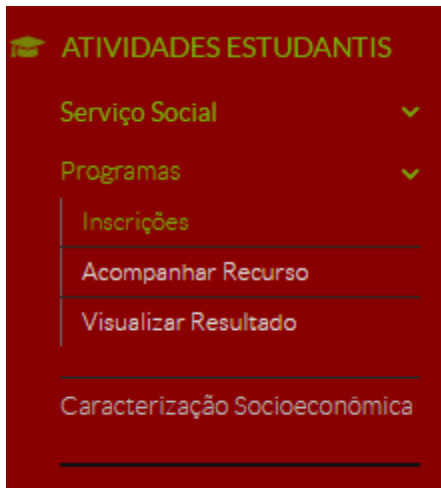 ATIVIDADES ESTUDANTIS
Serviço Social
Programas
Inscrições
Acompanhar Recurso
Visualizar Resultado
Caracterização Socioeconômica